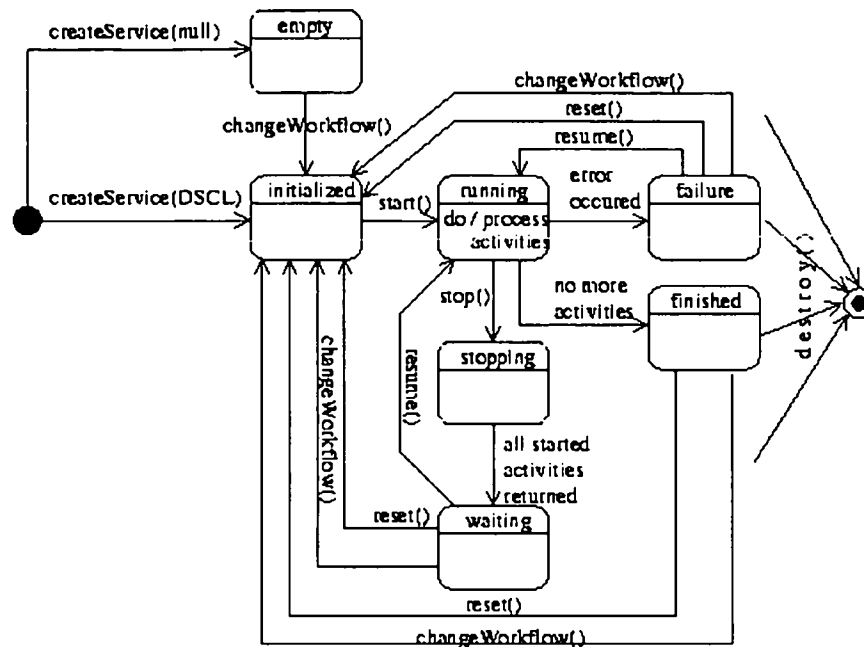 createService(null)
empty
changeWorkflow()
changeWorkflow()
reset()
resume()
createService(DSCL)
initialized
start()
running
do / process
activities
error
occured
failure
stop()
no more
activities
finished
destroy()
changeWorkflow()
resume()
stopping
all started
activities
returned
reset()
waiting
reset()
changeWorkflow()